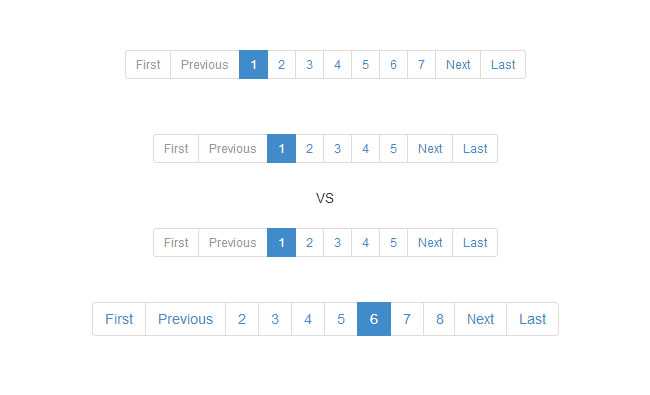 First Previous 1 2 3 4 5 6 7 Next Last
First Previous 1 2 3 4 5 Next Last
VS
First Previous 1 2 3 4 5 Next Last
First Previous 2 3 4 5 6 7 8 Next Last